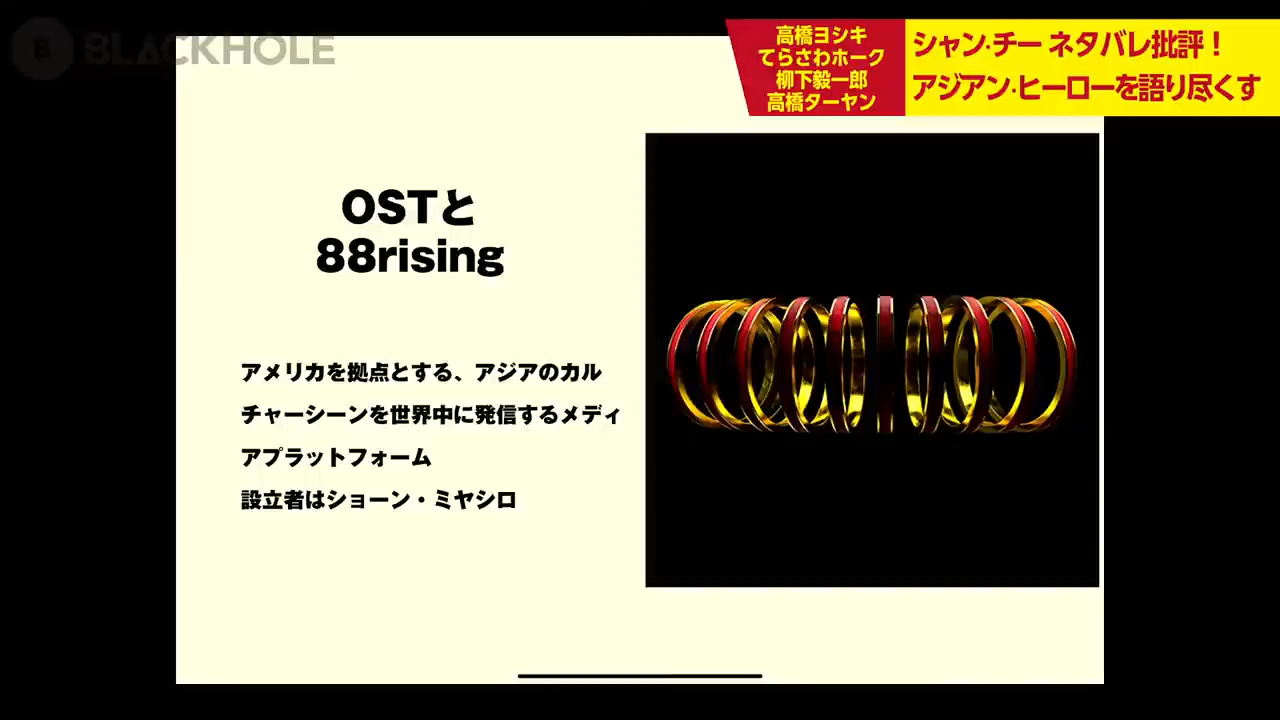 BLACKHOLE
高橋ヨシキ
てらさわホーク
柳下毅一郎
高橋ターヤン
シャン・チー ネタバレ批評！
アジアン・ヒーローを語り尽くす
OSTと
88rising
アメリカを拠点とする、アジアのカル
チャーシーンを世界中に発信するメディ
アプラットフォーム
設立者はショーン・ミヤシロ